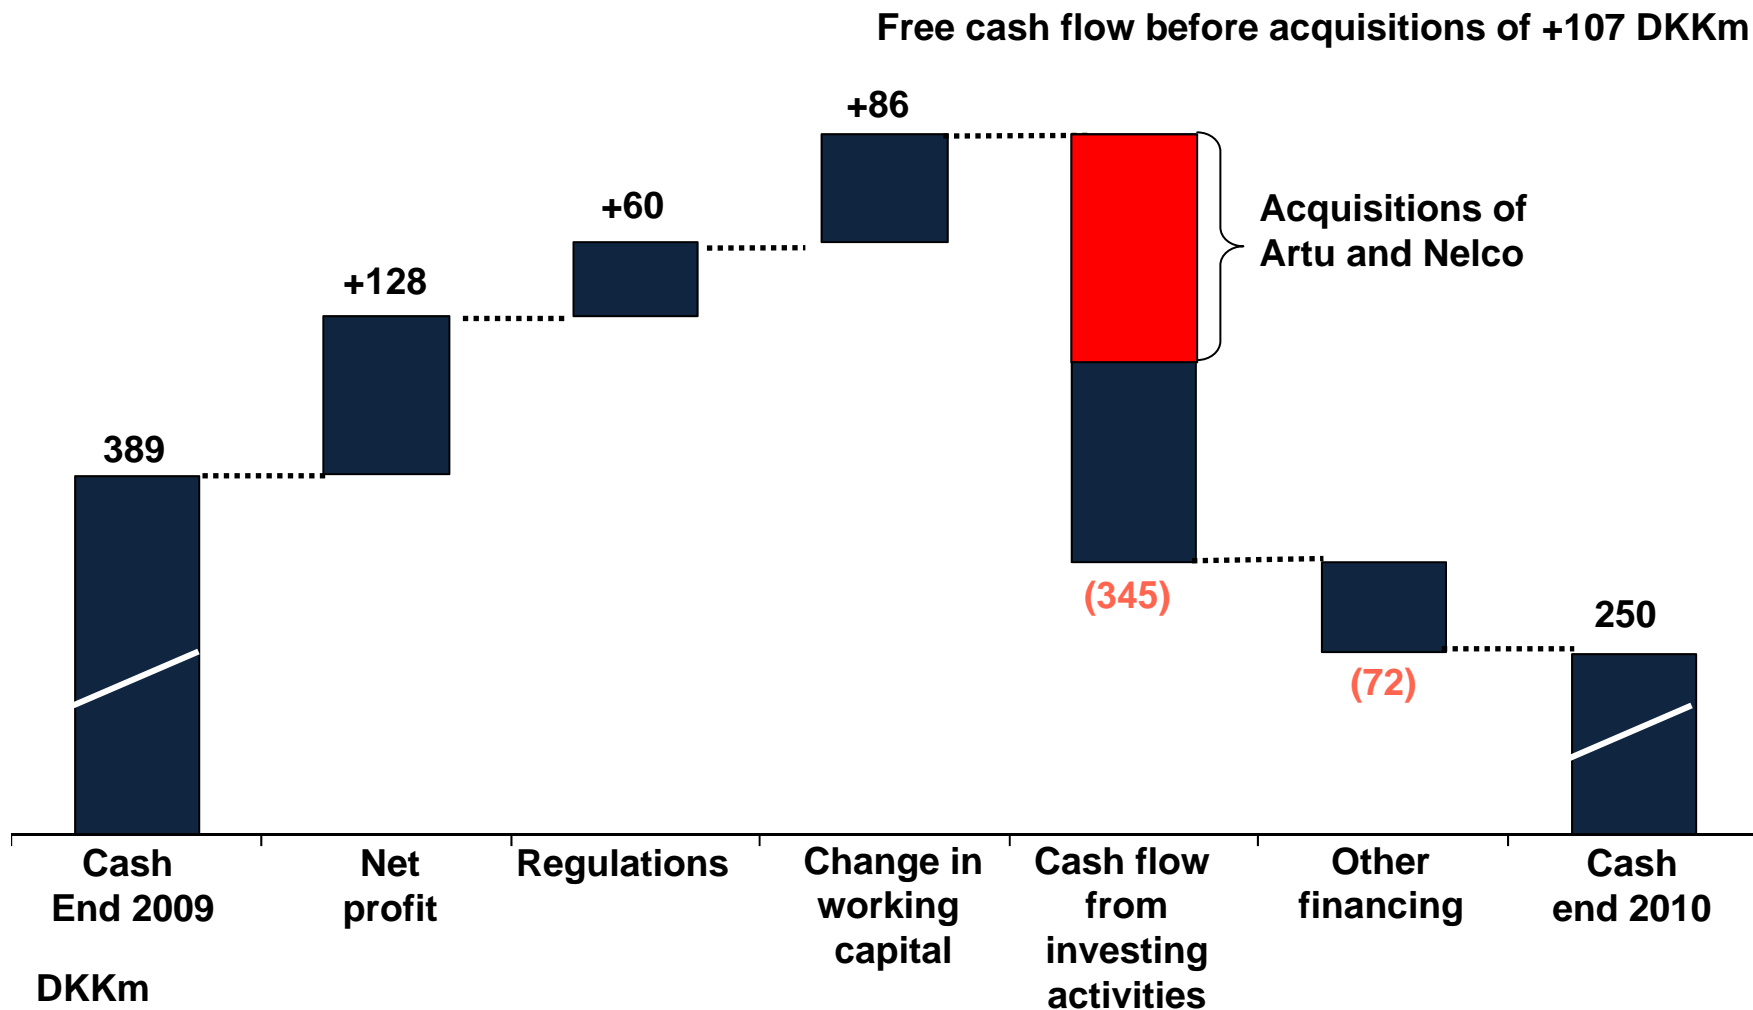 Free cash flow before acquisitions of +107 DKKm
+86
+60
+128
389
Acquisitions of
Artu and Nelco
(345)
(72)
250
Cash
End 2009
Net
profit
Regulations
Change in
working
capital
Cash flow
from
investing
activities
Other
financing
Cash
end 2010
DKKm